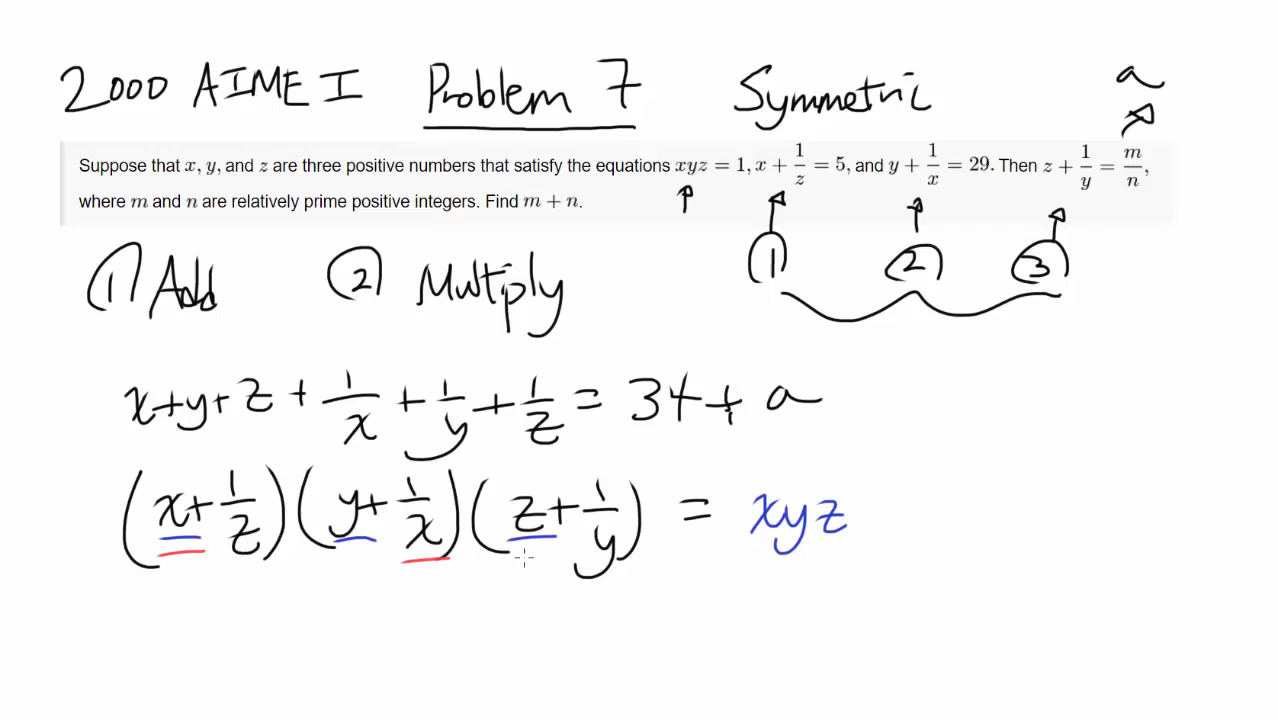 2000 AIME I Problem 7 Symmetric a
Suppose that x, y, and z are three positive numbers that satisfy the equations xyz = 1, x + 1/z = 5, and y + 1/x = 29. Then z + 1/y = m/n,
where m and n are relatively prime positive integers. Find m + n.
① Add ② Multiply ① ② ③
x+y+z+1/x+1/y+1/z = 34+a
(x+1/z)(y+1/x)(z+1/y) = xyz